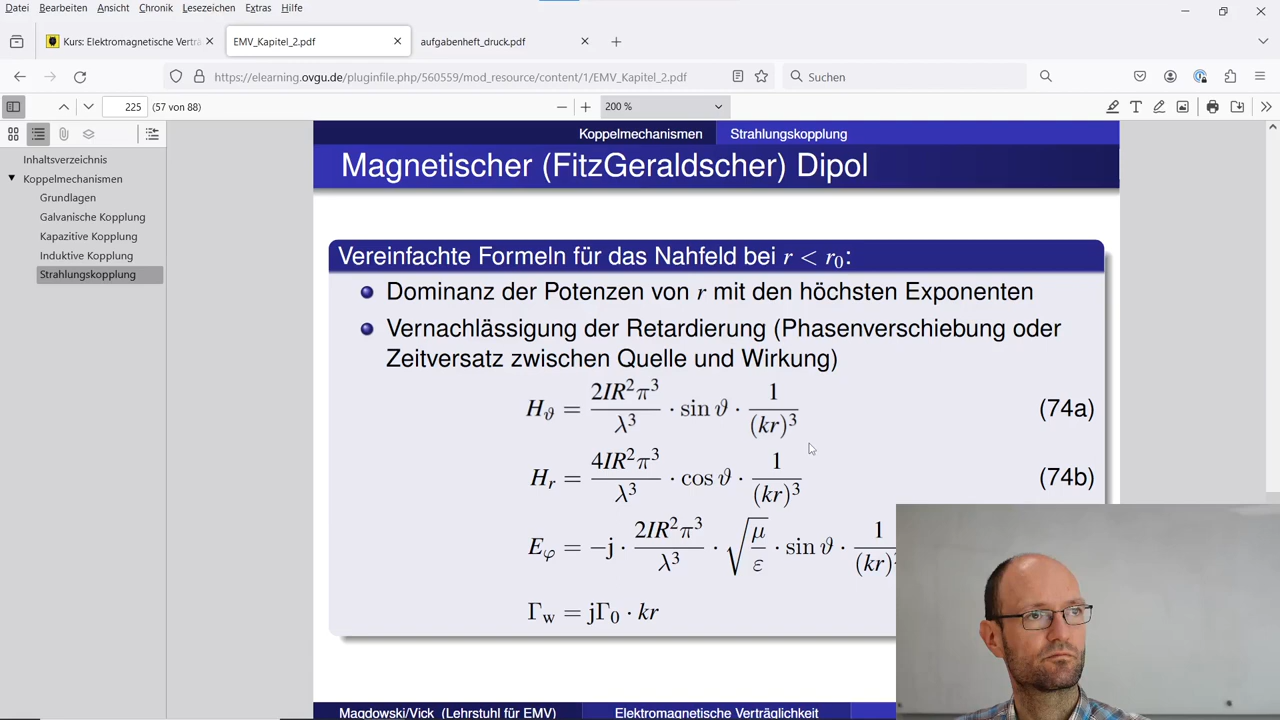 Datei Bearbeiten Ansicht Chronik Lesezeichen Extras Hilfe
Kurs: Elektromagnetische Verträ
EMV_Kapitel_2.pdf
aufgabenheft_druck.pdf
https://elearning.ovgu.de/pluginfile.php/560559/mod_resource/content/1/EMV_Kapitel_2.pdf
Suchen
225 (57 von 88)
200 %
Inhaltsverzeichnis
Koppelmechanismen
Grundlagen
Galvanische Kopplung
Kapazitive Kopplung
Induktive Kopplung
Strahlungskopplung
Koppelmechanismen Strahlungskopplung
Magnetischer (FitzGeraldscher) Dipol
Vereinfachte Formeln für das Nahfeld bei r < r₀:
Dominanz der Potenzen von r mit den höchsten Exponenten
Vernachlässigung der Retardierung (Phasenverschiebung oder
Zeitversatz zwischen Quelle und Wirkung)
H_ϑ = 2IR²π³/λ³ · sin ϑ · 1/(kr)³ (74a)
H_r = 4IR²π³/λ³ · cos ϑ · 1/(kr)³ (74b)
E_φ = −j · 2IR²π³/λ³ · √(μ/ε) · sin ϑ · 1/(kr)
Γ_w = jΓ₀ · kr
Magdowski/Vick (Lehrstuhl für EMV) Elektromagnetische Verträglichkeit